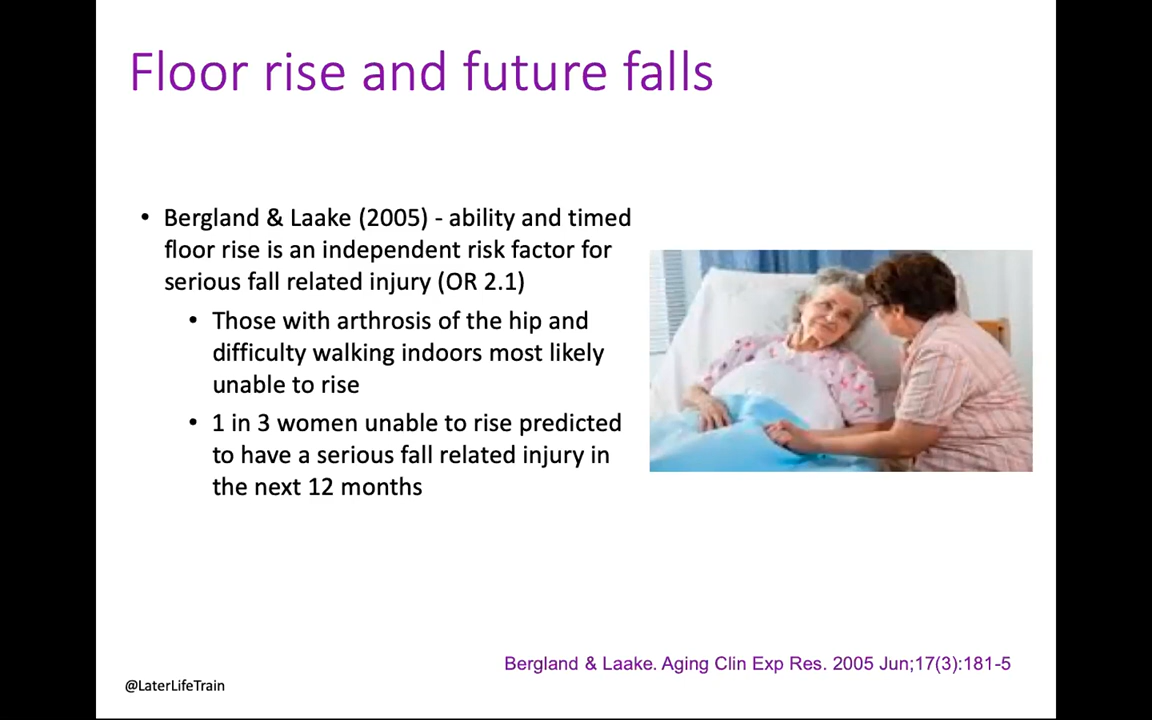 Floor rise and future falls
• Bergland & Laake (2005) - ability and timed
floor rise is an independent risk factor for
serious fall related injury (OR 2.1)
• Those with arthrosis of the hip and
difficulty walking indoors most likely
unable to rise
• 1 in 3 women unable to rise predicted
to have a serious fall related injury in
the next 12 months
Bergland & Laake. Aging Clin Exp Res. 2005 Jun;17(3):181-5
@LaterLifeTrain